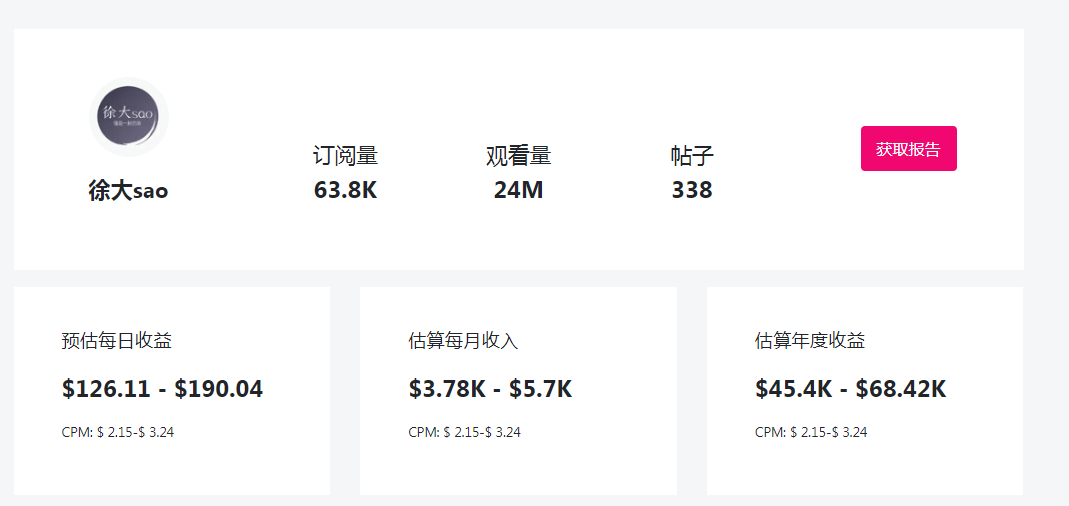 徐大sao
徐大sao
订阅量
63.8K
观看量
24M
帖子
338
获取报告
预估每日收益
$126.11 - $190.04
CPM: $ 2.15-$ 3.24
估算每月收入
$3.78K - $5.7K
CPM: $ 2.15-$ 3.24
估算年度收益
$45.4K - $68.42K
CPM: $ 2.15-$ 3.24